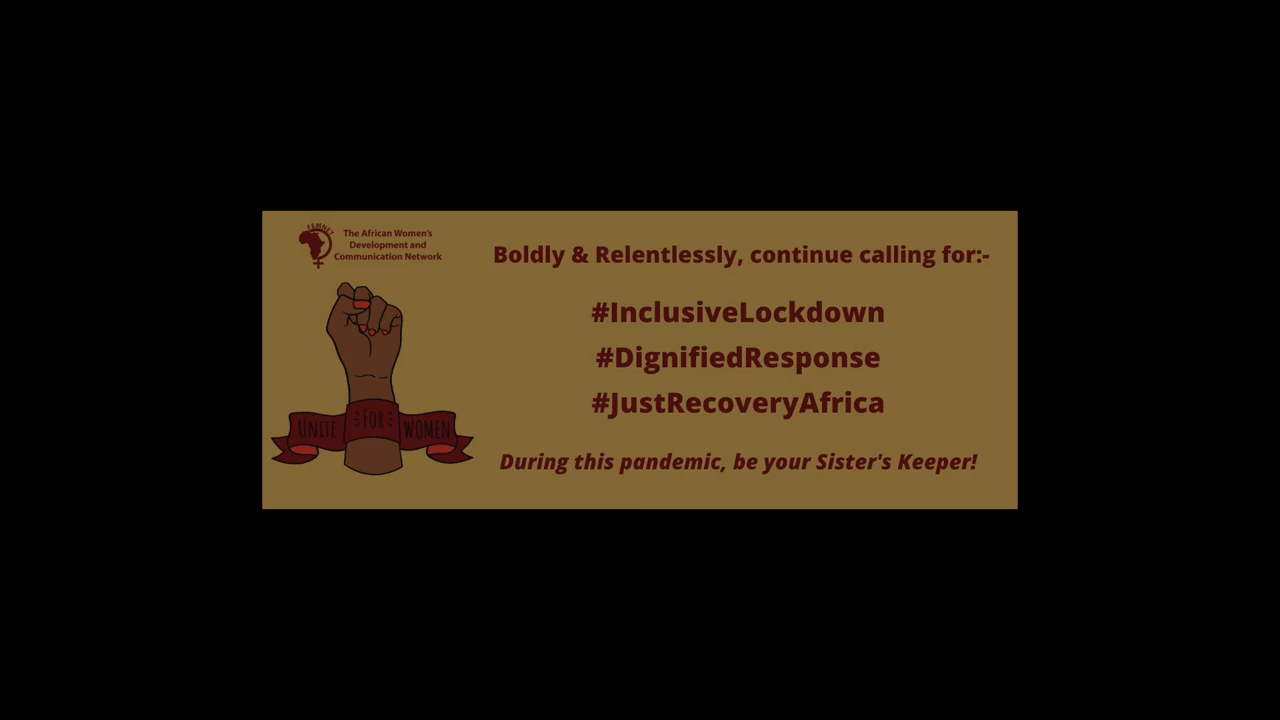 FEMNET
The African Women's
Development and
Communication Network
UNITE FOR WOMEN
Boldly & Relentlessly, continue calling for:-
#InclusiveLockdown
#DignifiedResponse
#JustRecoveryAfrica
During this pandemic, be your Sister's Keeper!